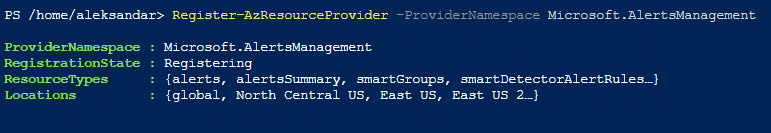 PS /home/aleksandar> Register-AzResourceProvider -ProviderNamespace Microsoft.AlertsManagement
ProviderNamespace : Microsoft.AlertsManagement
RegistrationState : Registering
ResourceTypes     : {alerts, alertsSummary, smartGroups, smartDetectorAlertRules…}
Locations         : {global, North Central US, East US, East US 2…}